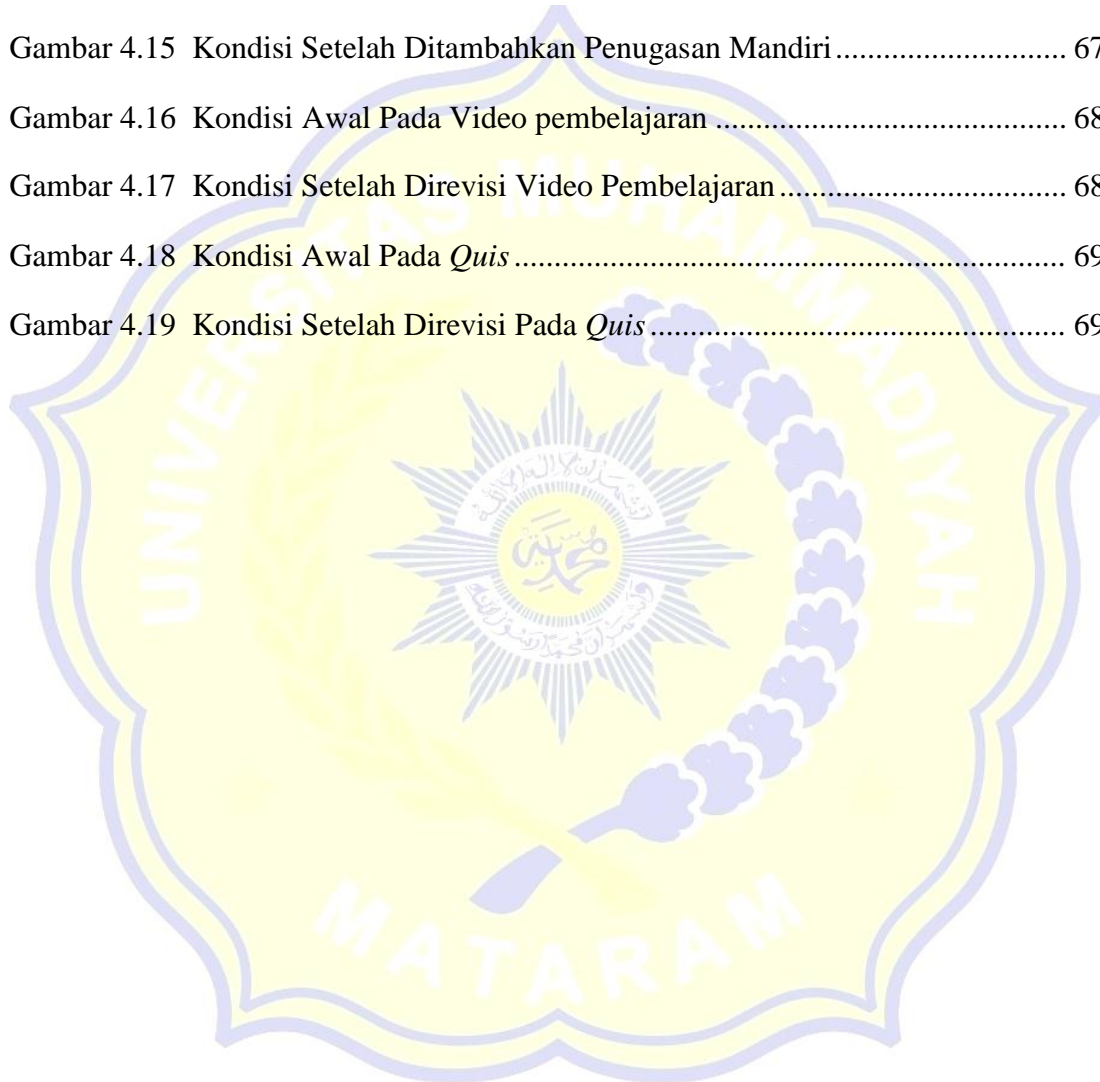 Gambar 4.15 Kondisi Setelah Ditambahkan Penugasan Mandiri............................. 67
Gambar 4.16 Kondisi Awal Pada Video pembelajaran ............................................ 68
Gambar 4.17 Kondisi Setelah Direvisi Video Pembelajaran.................................... 68
Gambar 4.18 Kondisi Awal Pada Quis..................................................................... 69
Gambar 4.19 Kondisi Setelah Direvisi Pada Quis.................................................... 69
UNIVERSITAS MUHAMMADIYAH
MATARAM